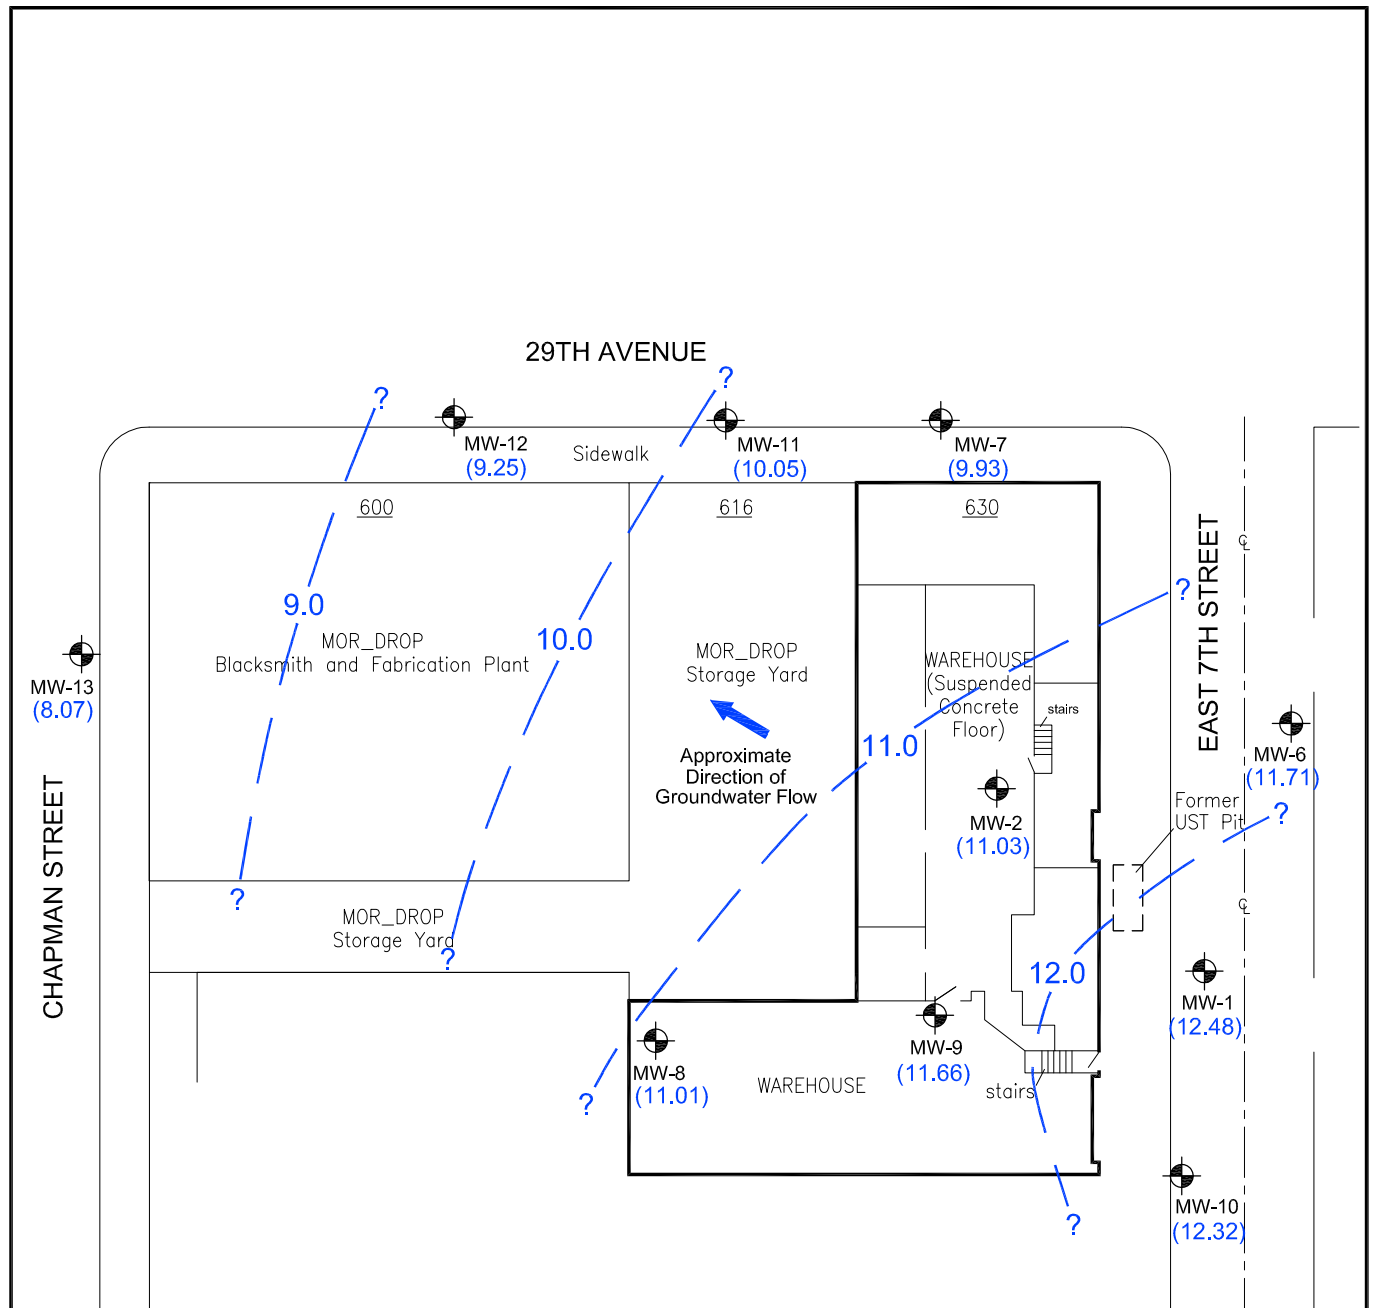 29TH AVENUE
?
?
MW-12
(9.25)
Sidewalk
MW-11
(10.05)
MW-7
(9.93)
600
616
630
EAST 7TH STREET
℄
?
9.0
10.0
MOR_DROP
Blacksmith and Fabrication Plant
MOR_DROP
Storage Yard
WAREHOUSE
(Suspended
Concrete
Floor)
stairs
MW-13
(8.07)
11.0
Approximate
Direction of
Groundwater Flow
MW-6
(11.71)
CHAPMAN STREET
MW-2
(11.03)
Former
UST Pit
?
?
MOR_DROP
Storage Yard
?
℄
12.0
MW-1
(12.48)
MW-9
(11.66)
MW-8
(11.01)
?
WAREHOUSE
stairs
MW-10
(12.32)
?